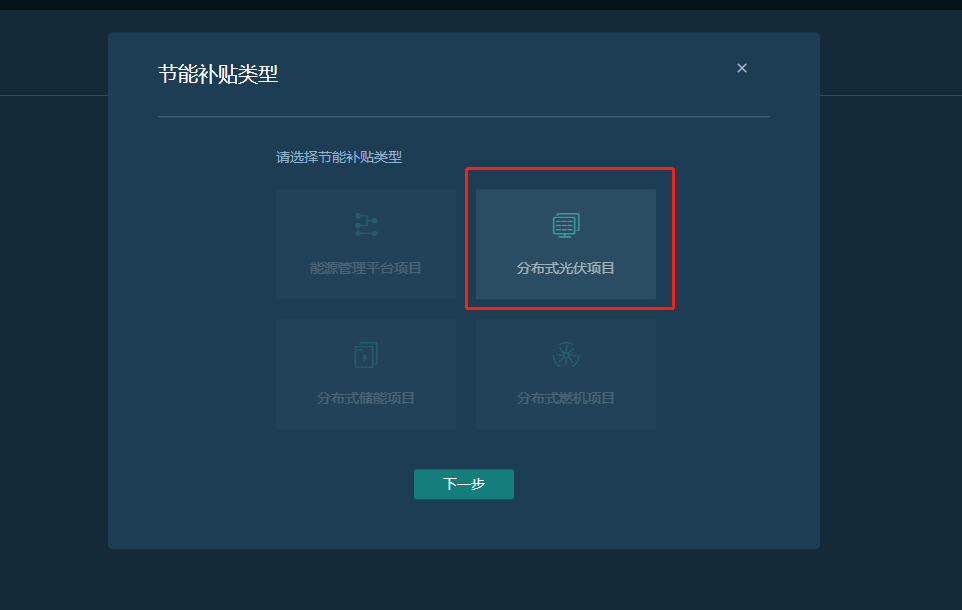 节能补贴类型
请选择节能补贴类型
能源管理平台项目
分布式光伏项目
分布式储能项目
分布式燃机项目
下一步